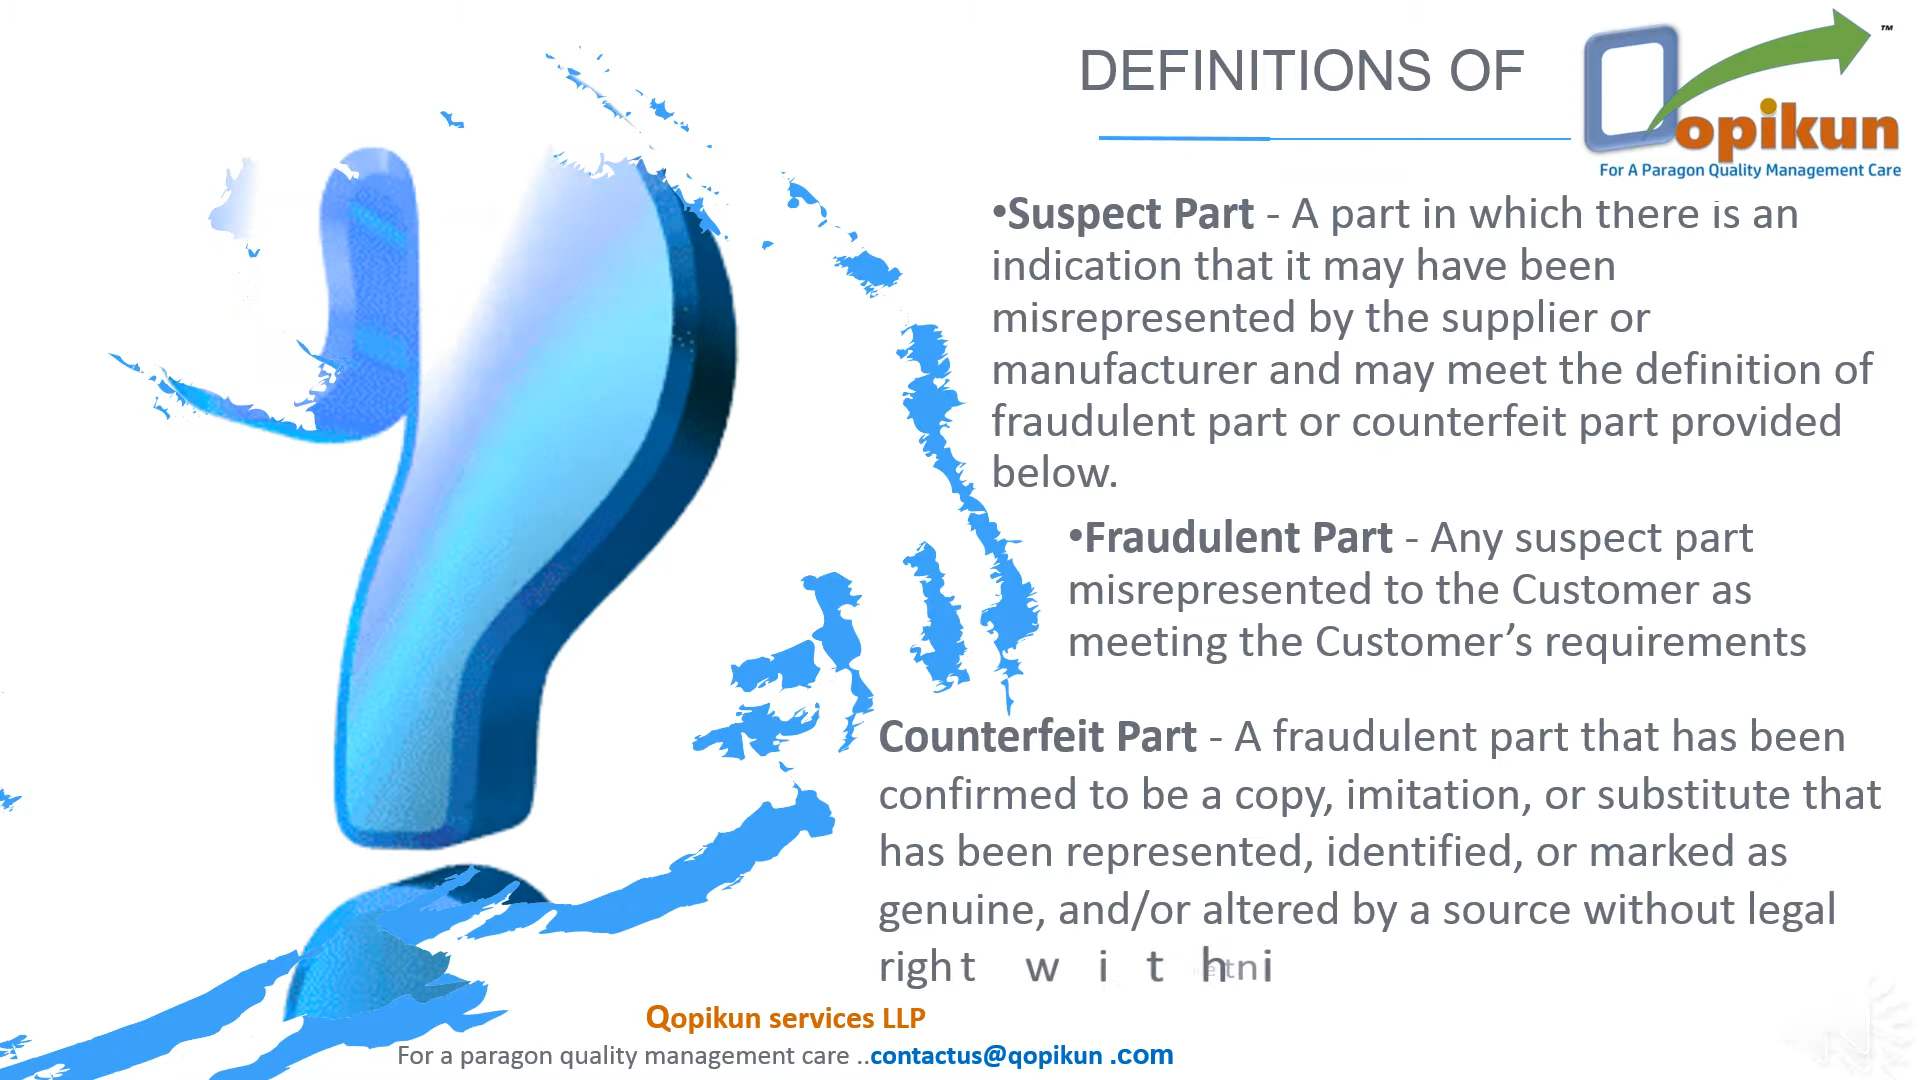 DEFINITIONS OF
opikun
™
For A Paragon Quality Management Care
•Suspect Part - A part in which there is an
indication that it may have been
misrepresented by the supplier or
manufacturer and may meet the definition of
fraudulent part or counterfeit part provided
below.
•Fraudulent Part - Any suspect part
misrepresented to the Customer as
meeting the Customer’s requirements
Counterfeit Part - A fraudulent part that has been
confirmed to be a copy, imitation, or substitute that
has been represented, identified, or marked as
genuine, and/or altered by a source without legal
right with
Qopikun services LLP
For a paragon quality management care ..contactus@qopikun .com